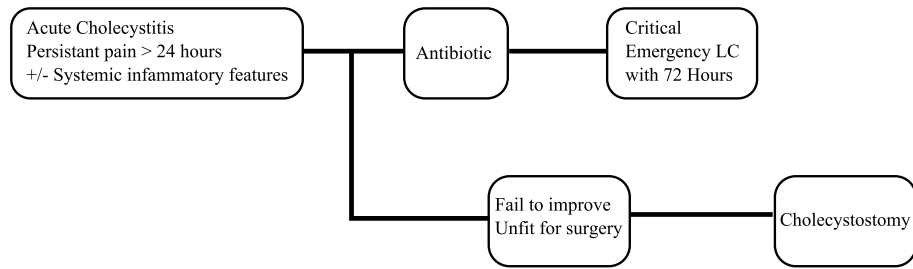 Acute Cholecystitis
Persistant pain > 24 hours
+/- Systemic infammatory features
Antibiotic
Critical
Emergency LC
with 72 Hours
Fail to improve
Unfit for surgery
Cholecystostomy